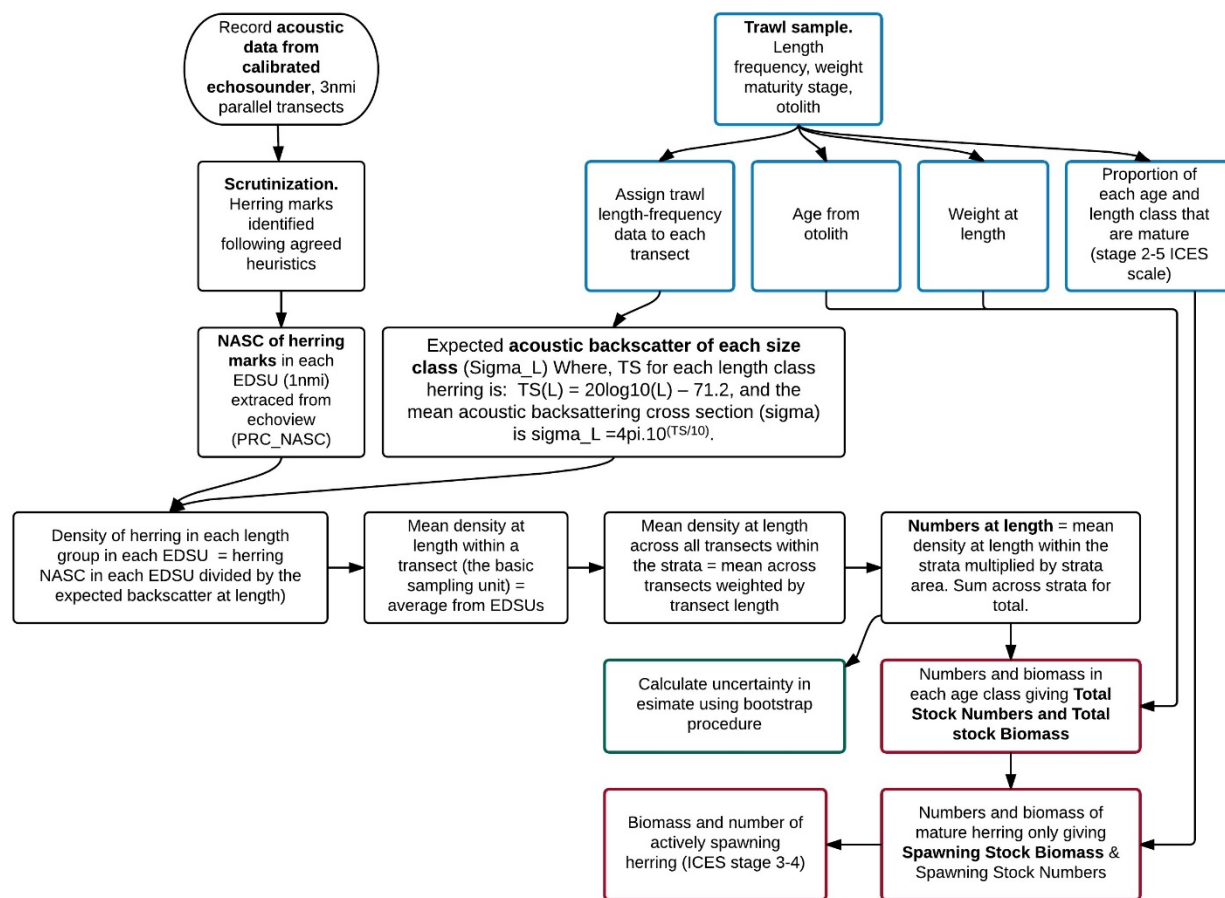 Record acoustic
data from
calibrated
echosounder, 3nmi
parallel transects
Trawl sample.
Length
frequency, weight
maturity stage,
otolith
Scrutinization.
Herring marks
identified
following agreed
heuristics
Assign trawl
length-frequency
data to each
transect
Age from
otolith
Weight at
length
Proportion of
each age and
length class that
are mature
(stage 2-5 ICES
scale)
NASC of herring
marks in each
EDSU (1nmi)
extraced from
echoview
(PRC_NASC)
Expected acoustic backscatter of each size
class (Sigma_L) Where, TS for each length class
herring is: TS(L) = 20log10(L) – 71.2, and the
mean acoustic backsattering cross section (sigma)
is sigma_L =4pi.10(TS/10).
Density of herring in each length
group in each EDSU = herring
NASC in each EDSU divided by the
expected backscatter at length)
Mean density at
length within a
transect (the basic
sampling unit) =
average from EDSUs
Mean density at length
across all transects within
the strata = mean across
transects weighted by
transect length
Numbers at length = mean
density at length within the
strata multiplied by strata
area. Sum across strata for
total.
Calculate uncertainty in
esimate using bootstrap
procedure
Numbers and biomass in
each age class giving Total
Stock Numbers and Total
stock Biomass
Biomass and number of
actively spawning
herring (ICES stage 3-4)
Numbers and biomass of
mature herring only giving
Spawning Stock Biomass &
Spawning Stock Numbers